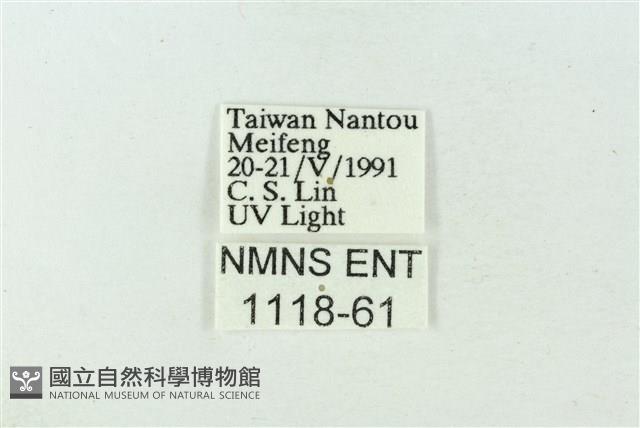 Taiwan Nantou
Meifeng
20-21/V/1991
C. S. Lin
UV Light
NMNS ENT
1118-61
國立自然科學博物館
NATIONAL MUSEUM OF NATURAL SCIENCE